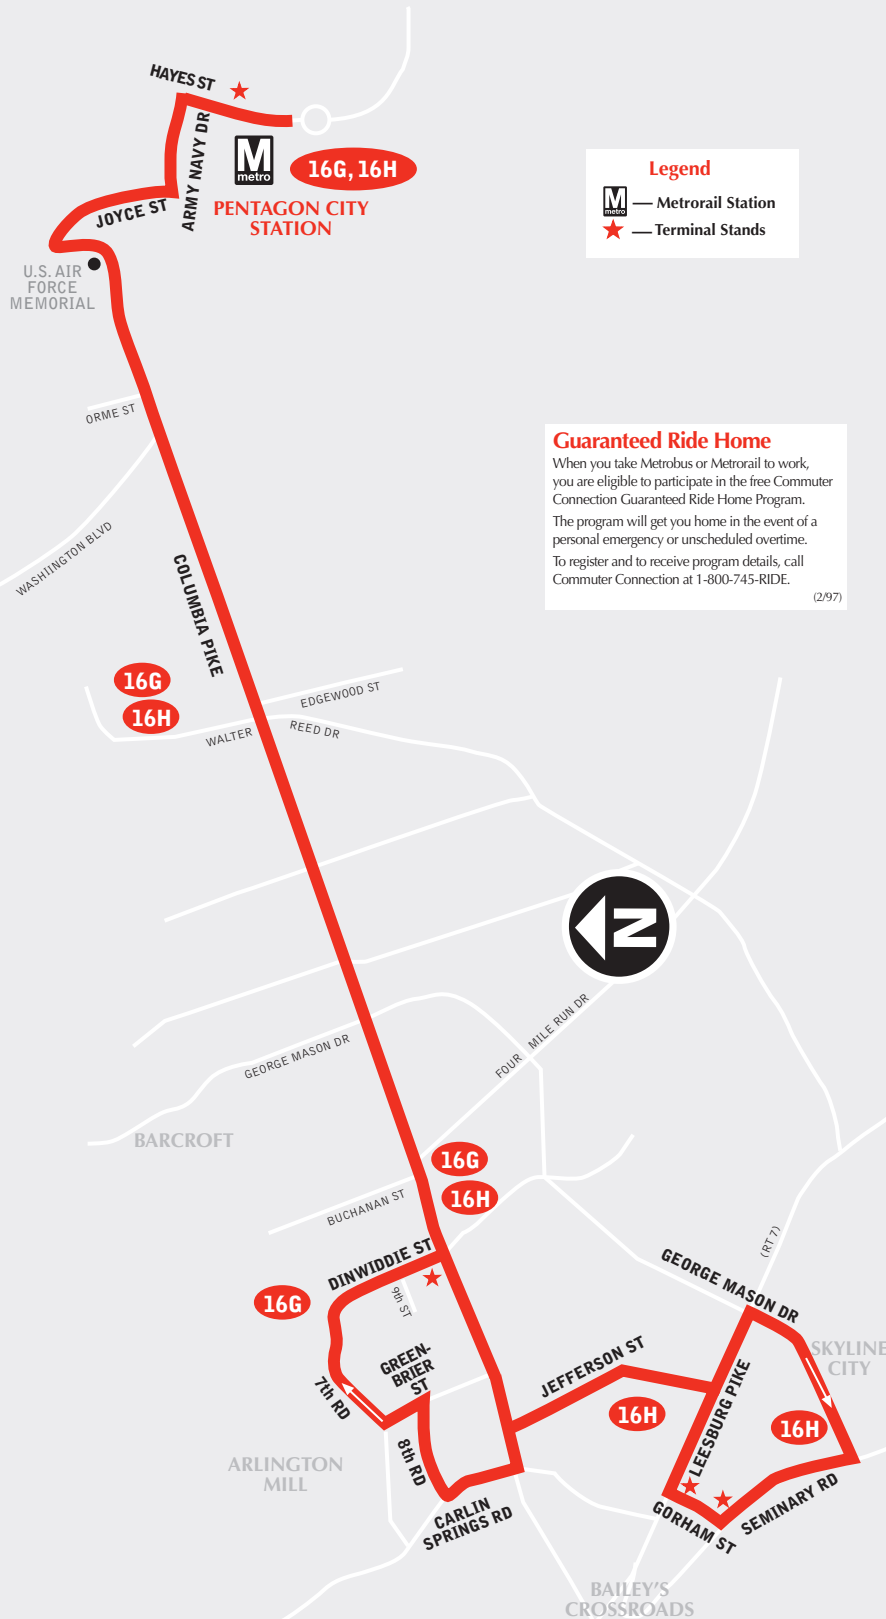 HAYES ST
ARMY NAVY DR
M
metro
16G, 16H
PENTAGON CITY
STATION
JOYCE ST
U.S. AIR
FORCE
MEMORIAL
Legend
M
metro
— Metrorail Station
— Terminal Stands
ORME ST
WASHIINGTON BLVD
COLUMBIA PIKE
Guaranteed Ride Home
When you take Metrobus or Metrorail to work,
you are eligible to participate in the free Commuter
Connection Guaranteed Ride Home Program.
The program will get you home in the event of a
personal emergency or unscheduled overtime.
To register and to receive program details, call
Commuter Connection at 1-800-745-RIDE.
(2/97)
16G
16H
EDGEWOOD ST
WALTER REED DR
N
FOUR MILE RUN DR
GEORGE MASON DR
BARCROFT
16G
16H
BUCHANAN ST
DINWIDDIE ST
16G
9th ST
GREEN-
BRIER
ST
7th RD
8th RD
ARLINGTON
MILL
CARLIN
SPRINGS RD
JEFFERSON ST
16H
(RT 7)
GEORGE MASON DR
SKYLINE
CITY
LEESBURG PIKE
16H
SEMINARY RD
GORHAM ST
BAILEY'S
CROSSROADS